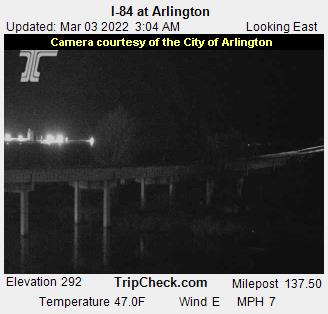 I-84 at Arlington
Updated: Mar 03 2022 3:04 AM Looking East
Camera courtesy of the City of Arlington
Elevation 292 TripCheck.com Milepost 137.50
Temperature 47.0F Wind E MPH 7